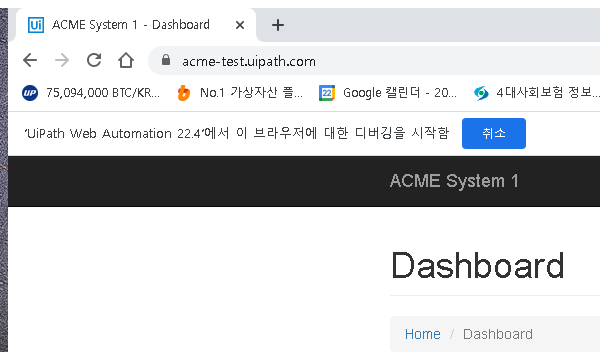 ACME System 1 - Dashboard
acme-test.uipath.com
UP 75,094,000 BTC/KR... No.1 가상자산 플... 22 Google 캘린더 - 20... 4대사회보험 정보...
'UiPath Web Automation 22.4'에서 이 브라우저에 대한 디버깅을 시작함 취소
ACME System 1
Dashboard
Home / Dashboard